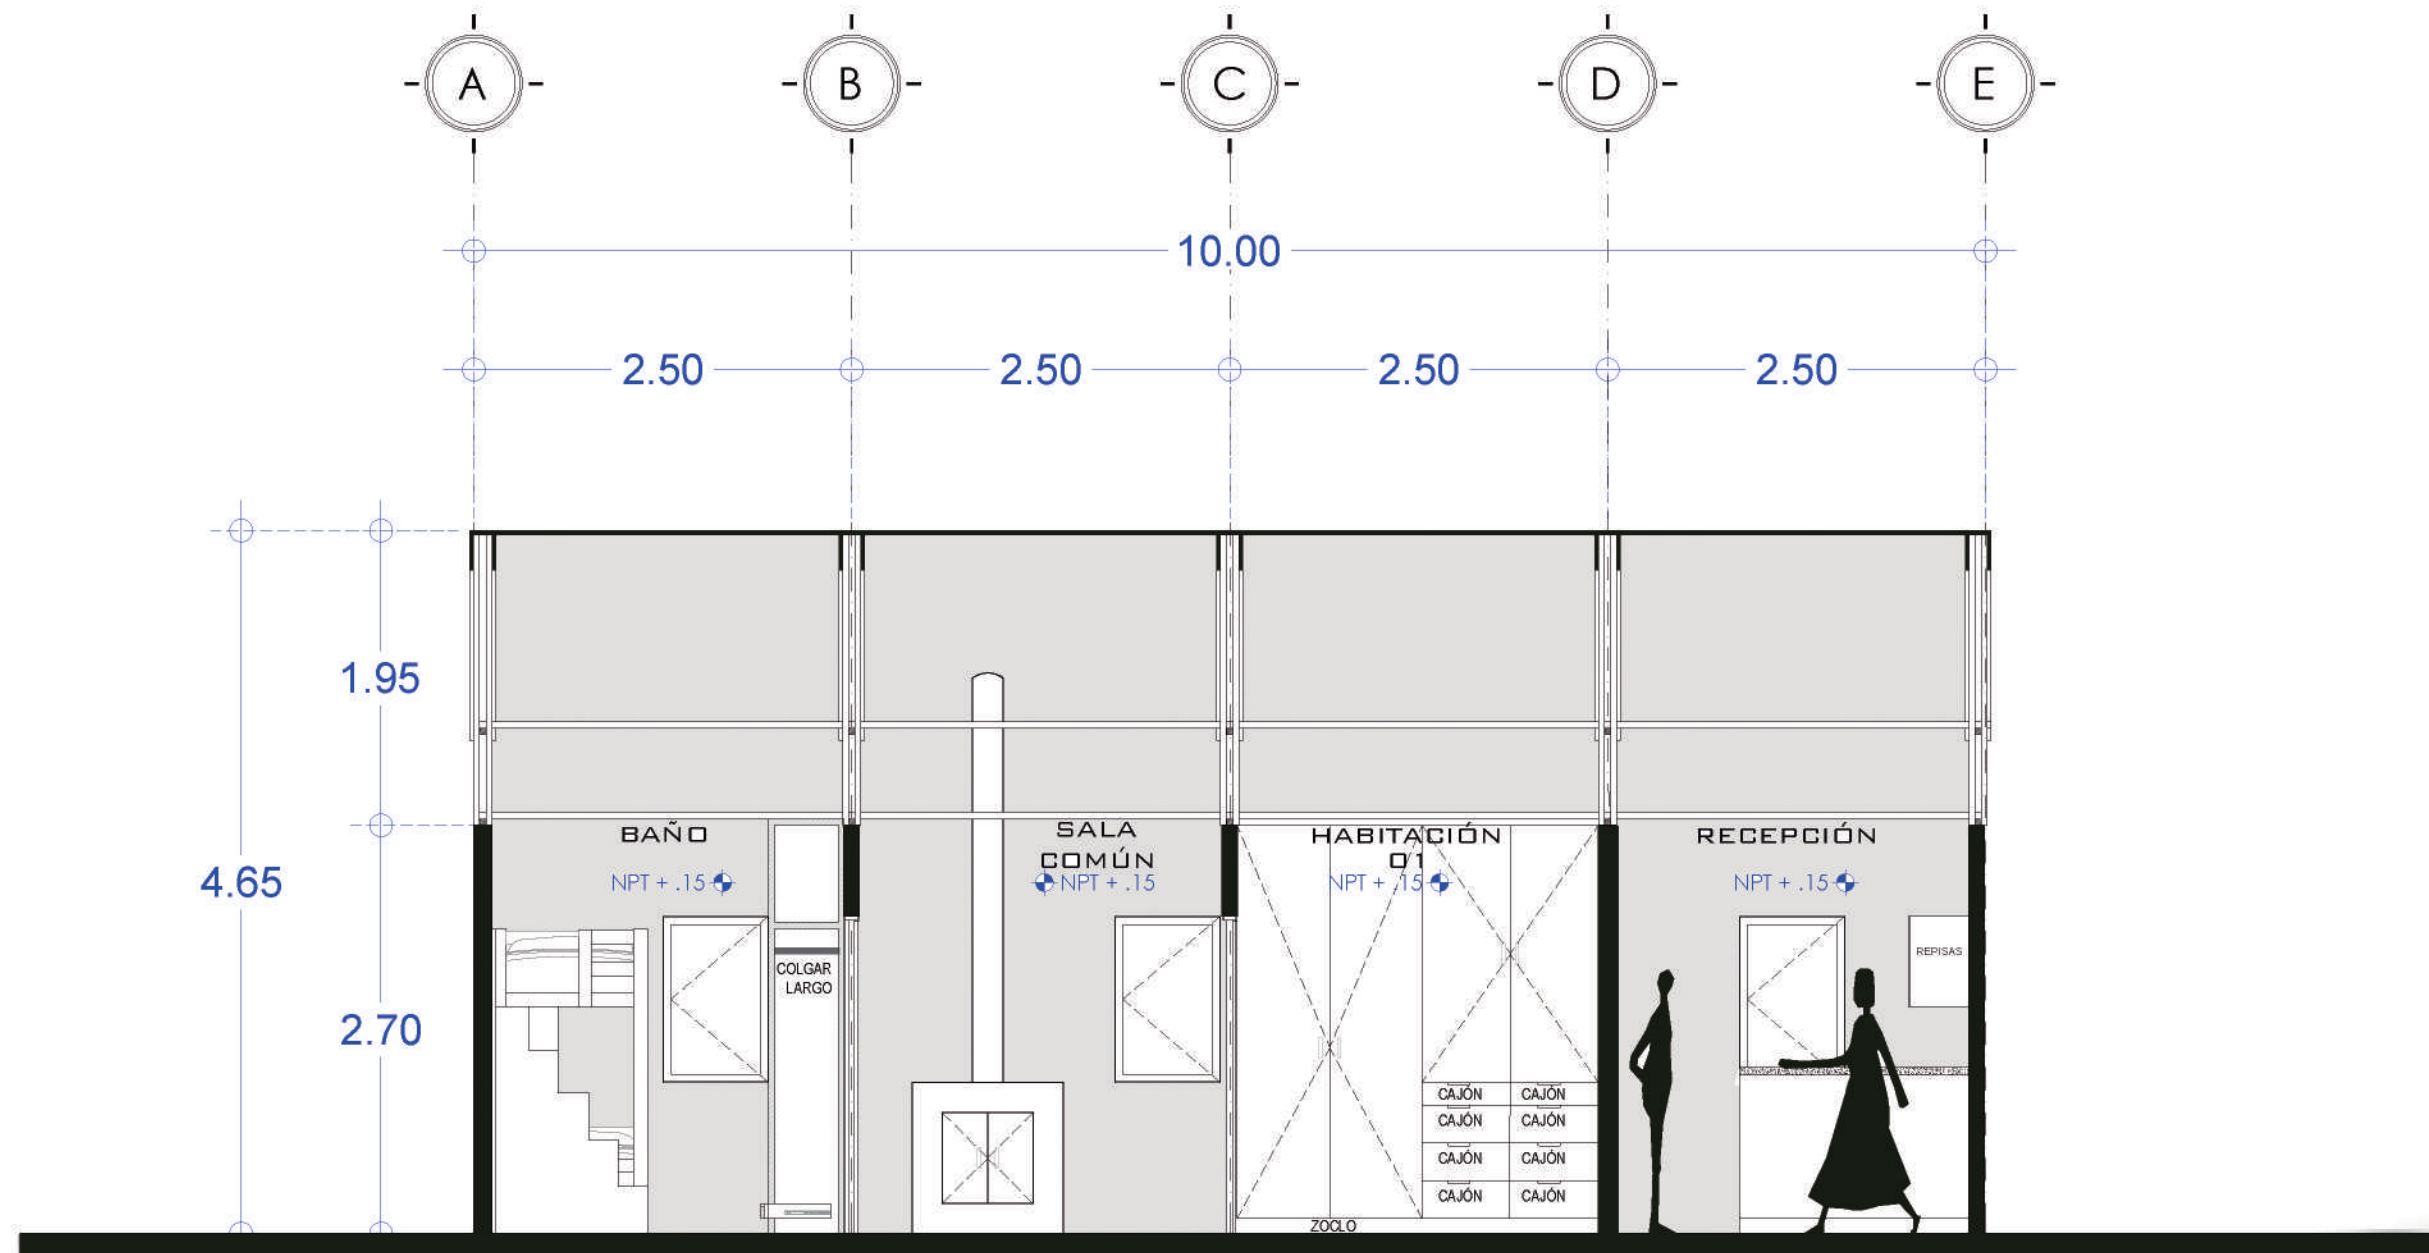 A B C D E
10.00
2.50 2.50 2.50 2.50
1.95
4.65
2.70
BAÑO
NPT + .15
SALA
COMÚN
NPT + .15
HABITACIÓN
01
NPT + .15
RECEPCIÓN
NPT + .15
COLGAR
LARGO
REPISAS
CAJÓN CAJÓN
CAJÓN CAJÓN
CAJÓN CAJÓN
CAJÓN CAJÓN
ZOCLO